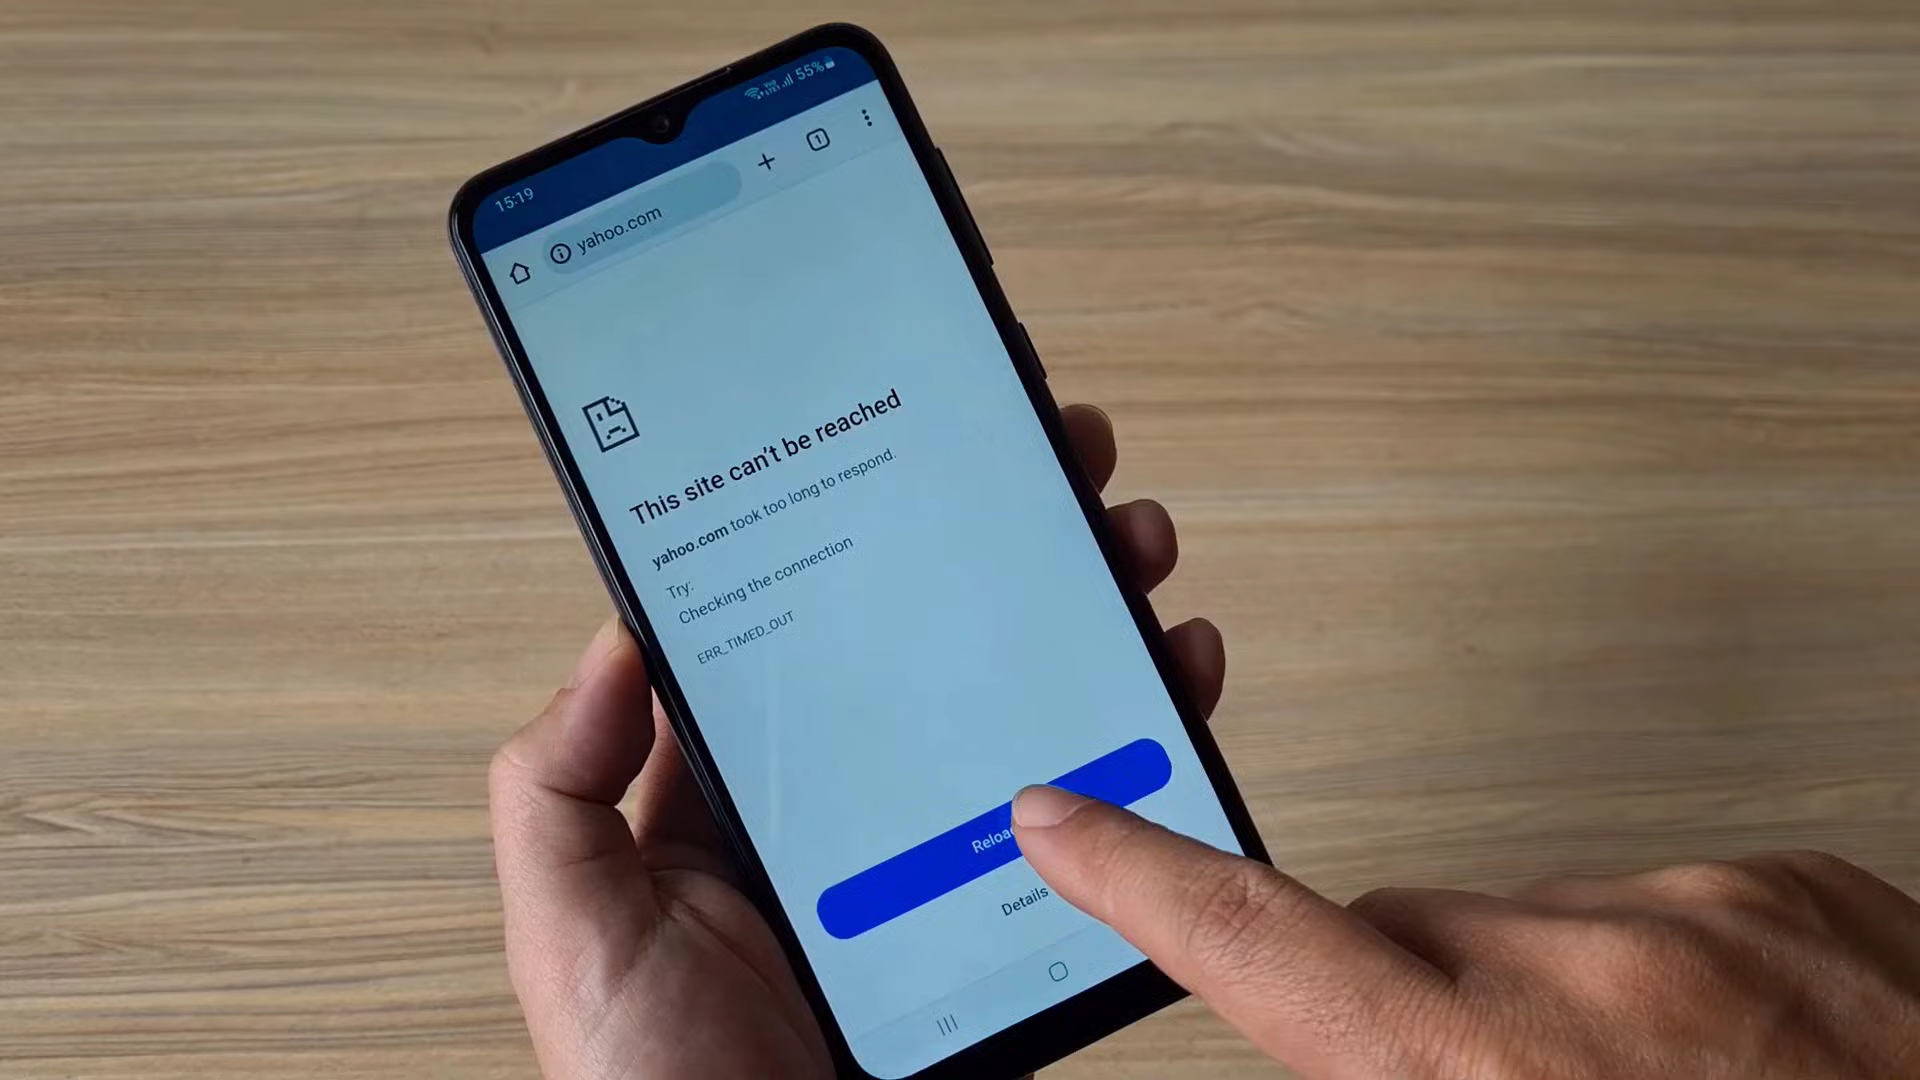 15:19
55%
yahoo.com
1
This site can't be reached
yahoo.com took too long to respond.
Try:
Checking the connection
ERR_TIMED_OUT
Details